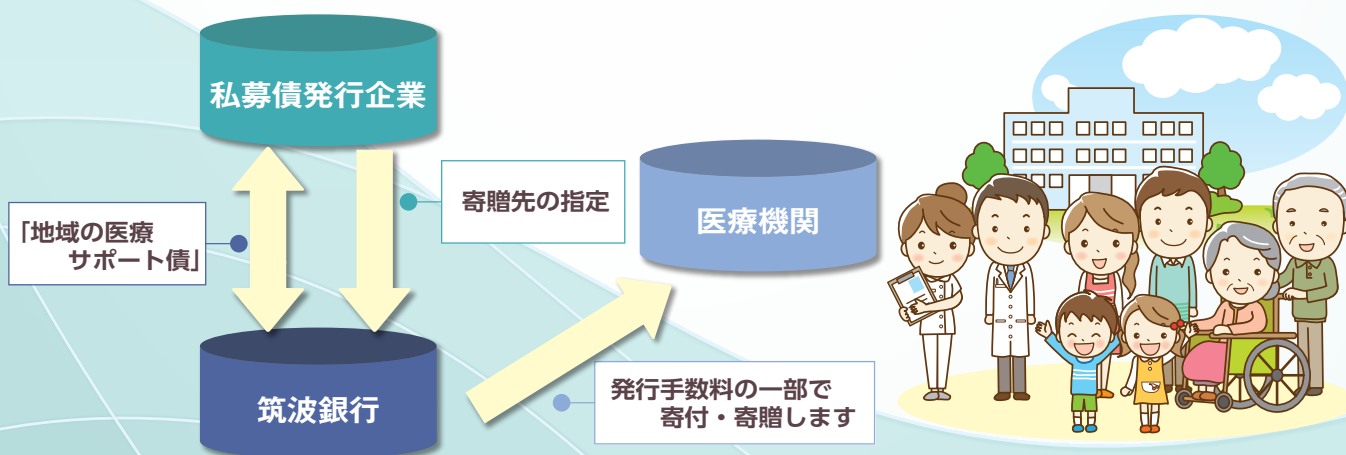 私募債発行企業
寄贈先の指定
医療機関
「地域の医療
サポート債」
発行手数料の一部で
寄付・寄贈します
筑波銀行